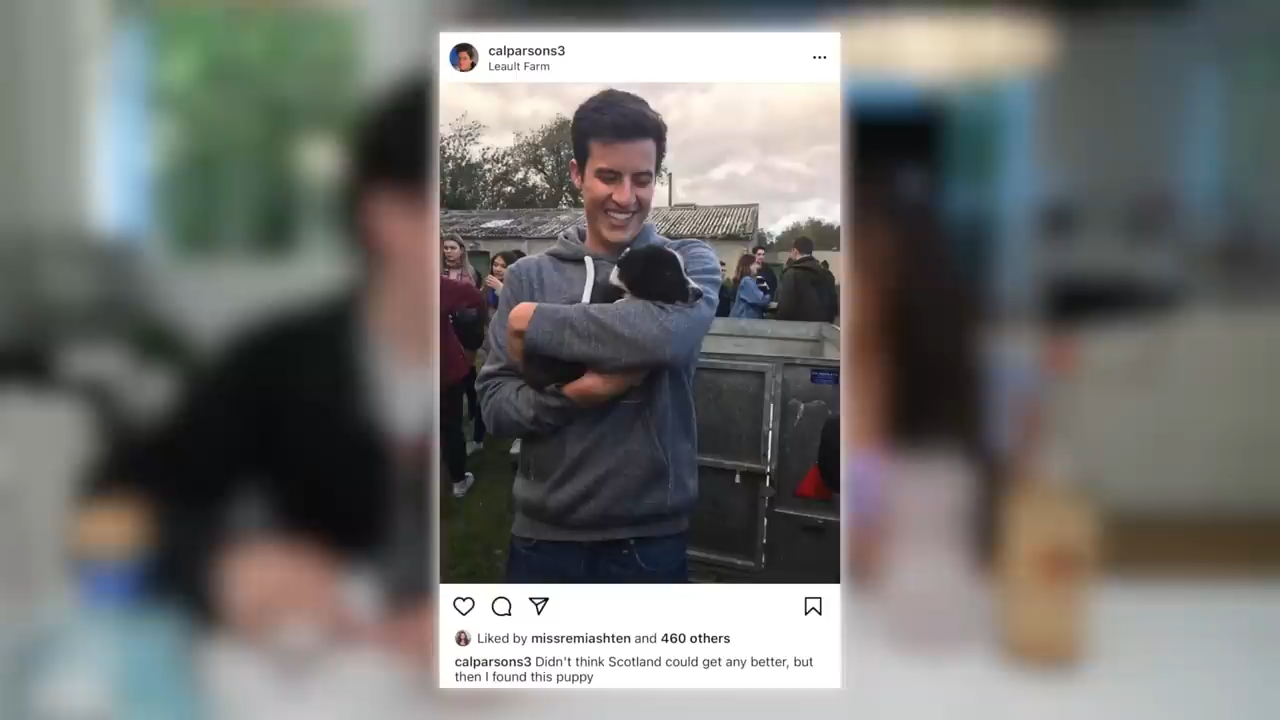 calparsons3
Leault Farm
Liked by missremiashten and 460 others
calparsons3 Didn't think Scotland could get any better, but
then I found this puppy